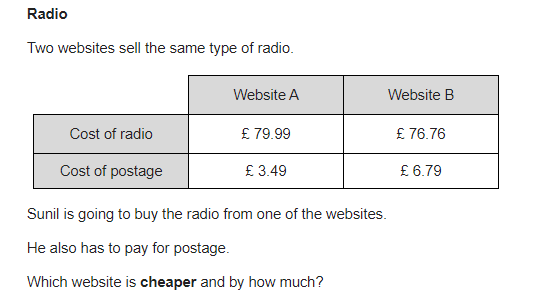 Radio
Two websites sell the same type of radio.
Website A Website B
Cost of radio £ 79.99 £ 76.76
Cost of postage £ 3.49 £ 6.79
Sunil is going to buy the radio from one of the websites.
He also has to pay for postage.
Which website is cheaper and by how much?